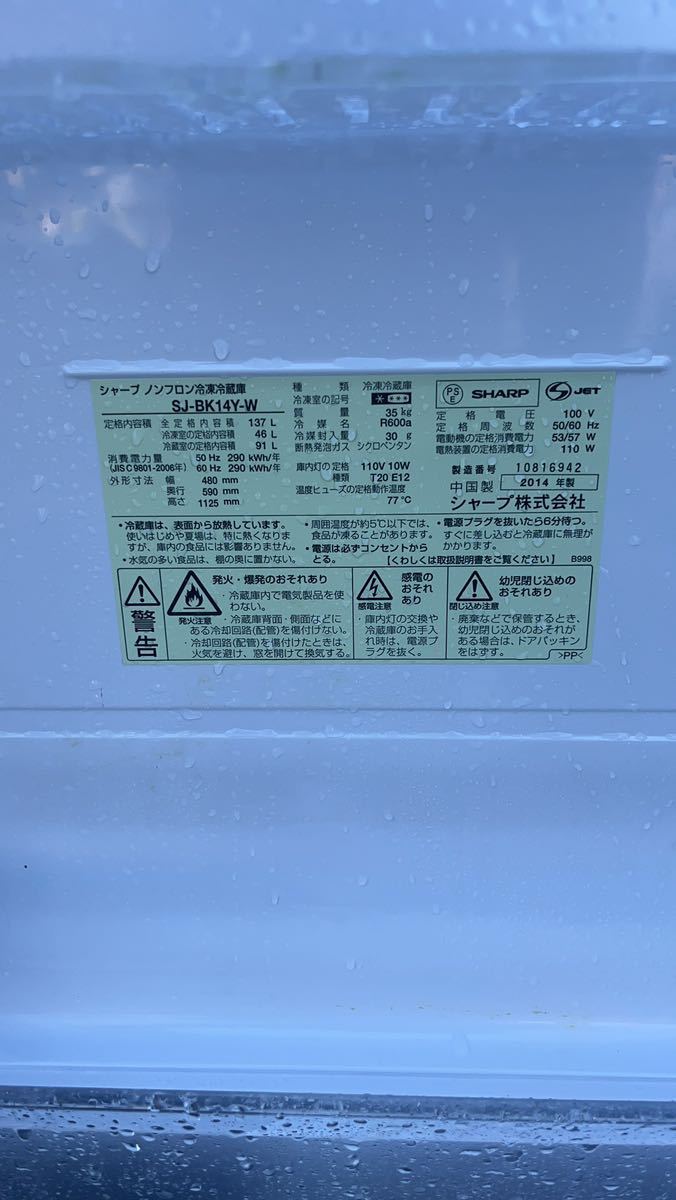 シャープ ノンフロン冷凍冷蔵庫
SJ-BK14Y-W
定格内容積 全定格内容積 137 L
冷凍室の定格内容積 46 L
冷蔵室の定格内容積 91 L
消費電力量 50 Hz 290 kWh/年
(JIS C 9801-2006年) 60 Hz 290 kWh/年
外形寸法 幅 480 mm
奥行 590 mm
高さ 1125 mm
種類 冷凍冷蔵庫
冷凍室の記号 ****
質量 35 kg
冷媒 R600a
冷媒封入量 30 g
断熱発泡ガス シクロペンタン
庫内灯の定格 110V 10W
種類 T20 E12
温度ヒューズの定格動作温度
77℃
PSE SHARP S JET
定格電圧 100 V
定格周波数 50/60 Hz
電動機の定格消費電力 53/57 W
電熱装置の定格消費電力 110 W
製造番号 10816942
中国製 2014 年製
シャープ株式会社
・冷蔵庫は、表面から放熱しています。
使いはじめや夏場は、特に熱くなりま
すが、庫内の食品には影響ありません。
・水気の多い食品は、棚の奥に置かない。
・周囲温度が約5℃以下では、
食品が凍ることがあります。
・電源は必ずコンセントから
とる。
・電源プラグを抜いたら6分待つ。
すぐに差し込むと冷蔵庫に無理が
かかります。
【くわしくは取扱説明書をご覧ください】 B998
警告
発火・爆発のおそれあり
発火注意
・冷蔵庫内で電気製品を使
わない。
・冷蔵庫背面・側面などに
ある冷却回路(配管)を傷付けない。
・冷却回路(配管)を傷付けたときは、
火気を避け、窓を開けて換気する。
感電の
おそれ
あり
感電注意
・庫内灯の交換や
冷蔵庫のお手入
れ時は、電源プラ
グを抜く。
幼児閉じ込めの
おそれあり
閉じ込め注意
・廃棄などで保管するとき、
幼児閉じ込めのおそれが
ある場合は、ドアパッキン
をはずす。
>PP<